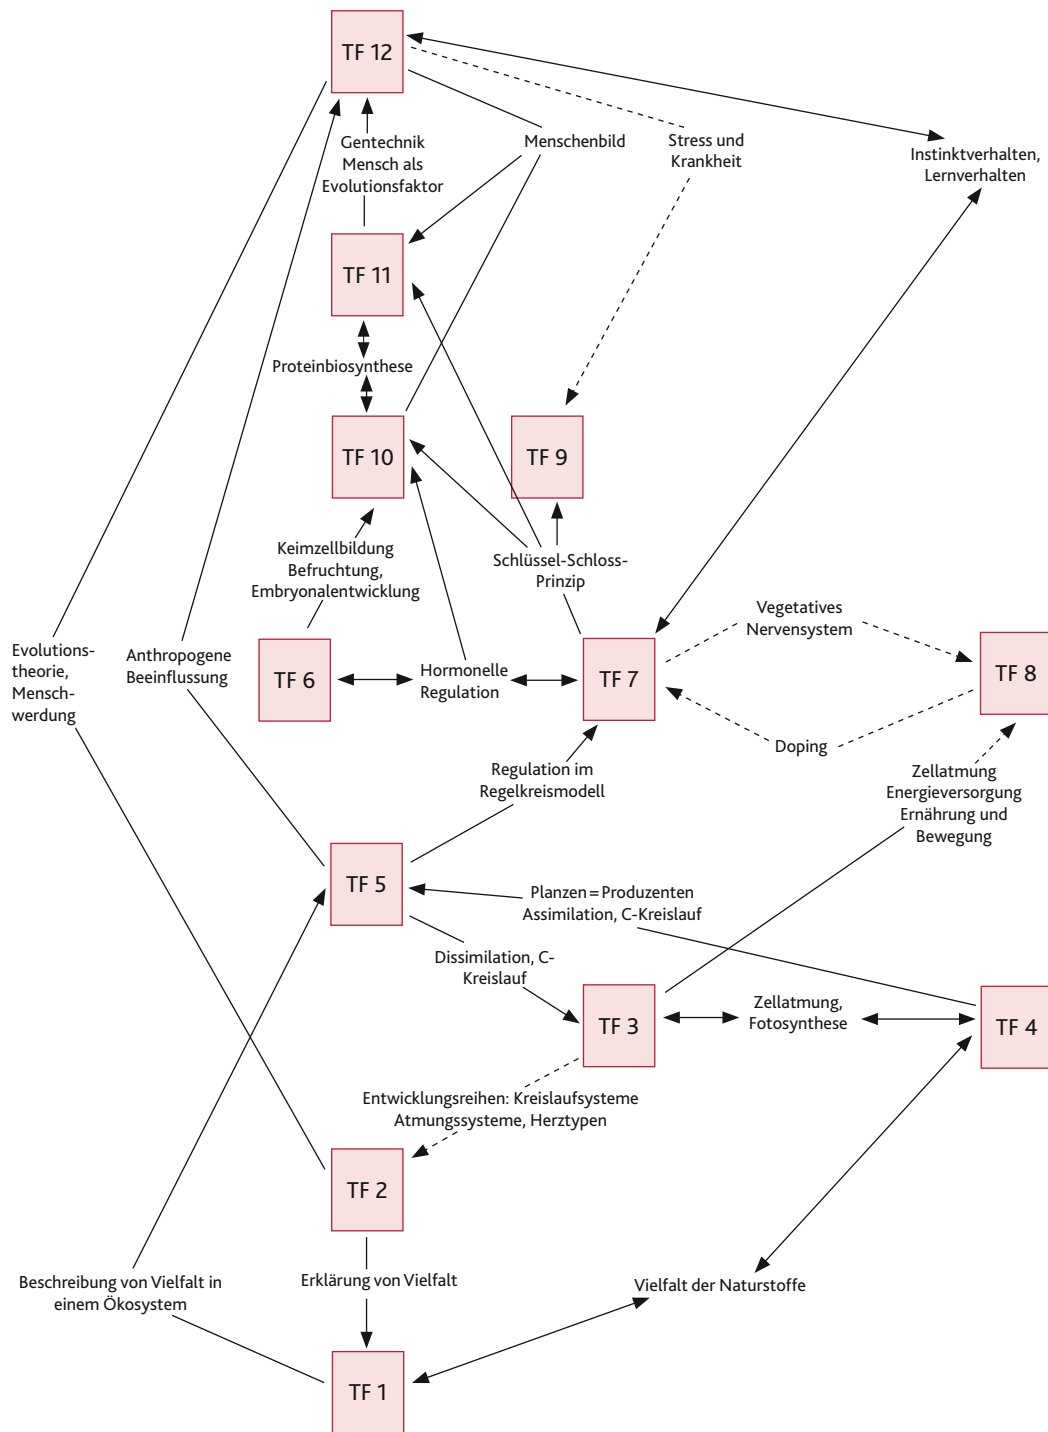 TF 12
Gentechnik
Mensch als
Evolutionsfaktor
Menschenbild
Stress und
Krankheit
Instinktverhalten,
Lernverhalten
TF 11
Proteinbiosynthese
TF 10
TF 9
Keimzellbildung
Befruchtung,
Embryonalentwicklung
Schlüssel-Schloss-
Prinzip
Vegetatives
Nervensystem
Evolutions-
theorie,
Mensch-
werdung
Anthropogene
Beeinflussung
TF 6
Hormonelle
Regulation
TF 7
TF 8
Doping
Regulation im
Regelkreismodell
Zellatmung
Energieversorgung
Ernährung und
Bewegung
TF 5
Planzen = Produzenten
Assimilation, C-Kreislauf
Dissimilation, C-
Kreislauf
TF 3
Zellatmung,
Fotosynthese
TF 4
Entwicklungsreihen: Kreislaufsysteme
Atmungssysteme, Herztypen
TF 2
Beschreibung von Vielfalt in
einem Ökosystem
Erklärung von Vielfalt
Vielfalt der Naturstoffe
TF 1